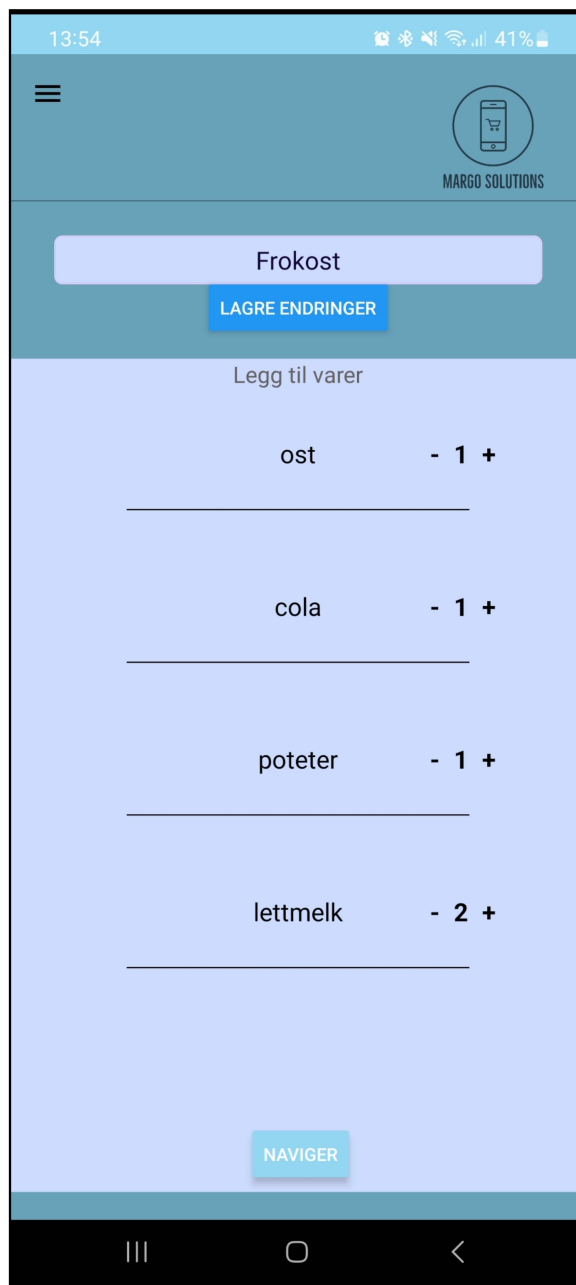 13:54 41%
MARGO SOLUTIONS
Frokost
LAGRE ENDRINGER
Legg til varer
ost - 1 +
cola - 1 +
poteter - 1 +
lettmelk - 2 +
NAVIGER